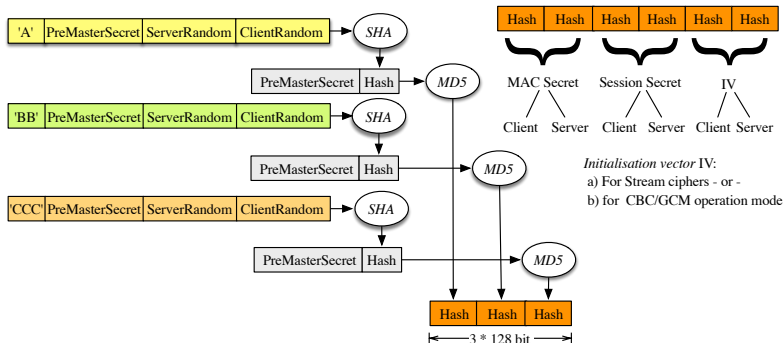 'A' PreMasterSecret ServerRandom ClientRandom SHA
PreMasterSecret Hash MD5
'BB' PreMasterSecret ServerRandom ClientRandom SHA
PreMasterSecret Hash MD5
'CCC' PreMasterSecret ServerRandom ClientRandom SHA
PreMasterSecret Hash MD5
Hash Hash Hash
3 * 128 bit
Hash Hash Hash Hash Hash Hash
MAC Secret Session Secret IV
Client Server Client Server Client Server
Initialisation vector IV:
a) For Stream ciphers - or -
b) for CBC/GCM operation mode